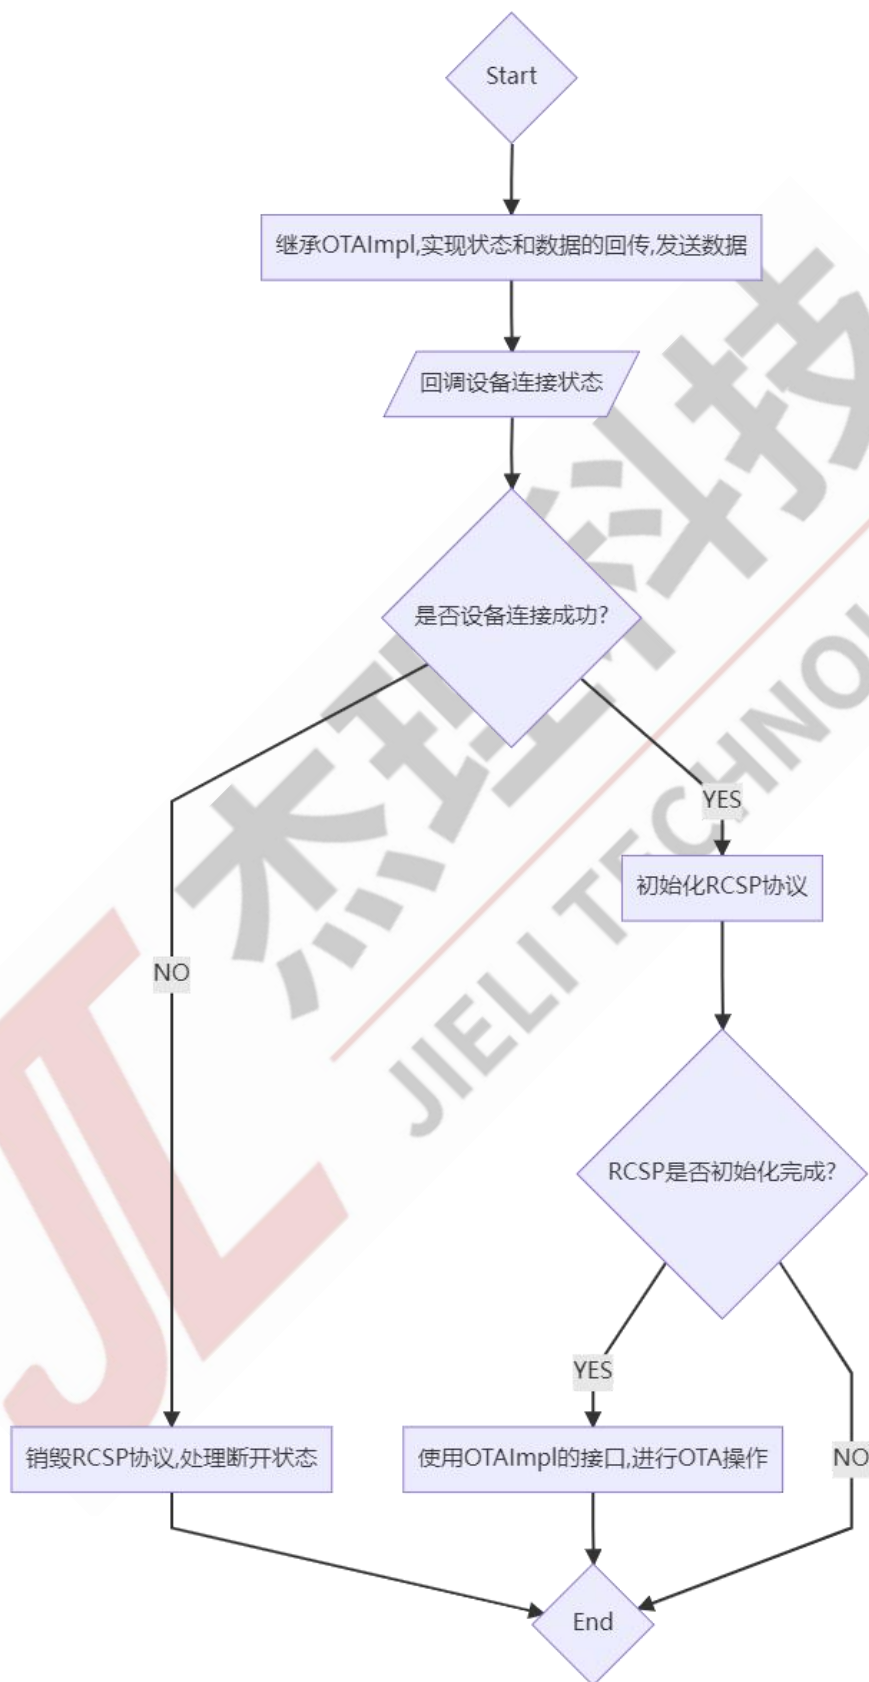 Start
继承OTAImpl,实现状态和数据的回传,发送数据
回调设备连接状态
是否设备连接成功?
YES
初始化RCSP协议
NO
RCSP是否初始化完成?
YES
销毁RCSP协议,处理断开状态
使用OTAImpl的接口,进行OTA操作
NO
End
杰理科技
JIELI TECHNOL
JL